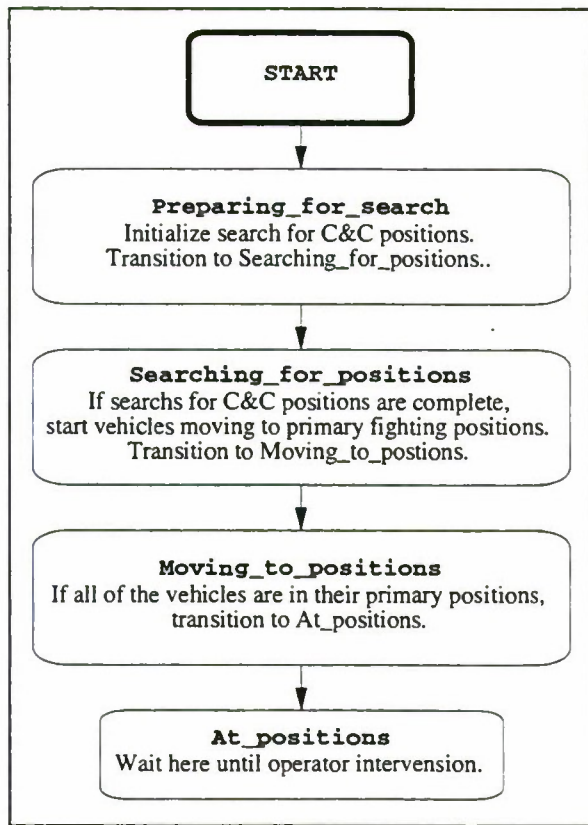 START
Preparing_for_search
Initialize search for C&C positions.
Transition to Searching_for_positions..
Searching_for_positions
If searchs for C&C positions are complete,
start vehicles moving to primary fighting positions.
Transition to Moving_to_postions.
Moving_to_positions
If all of the vehicles are in their primary positions,
transition to At_positions.
At_positions
Wait here until operator intervension.